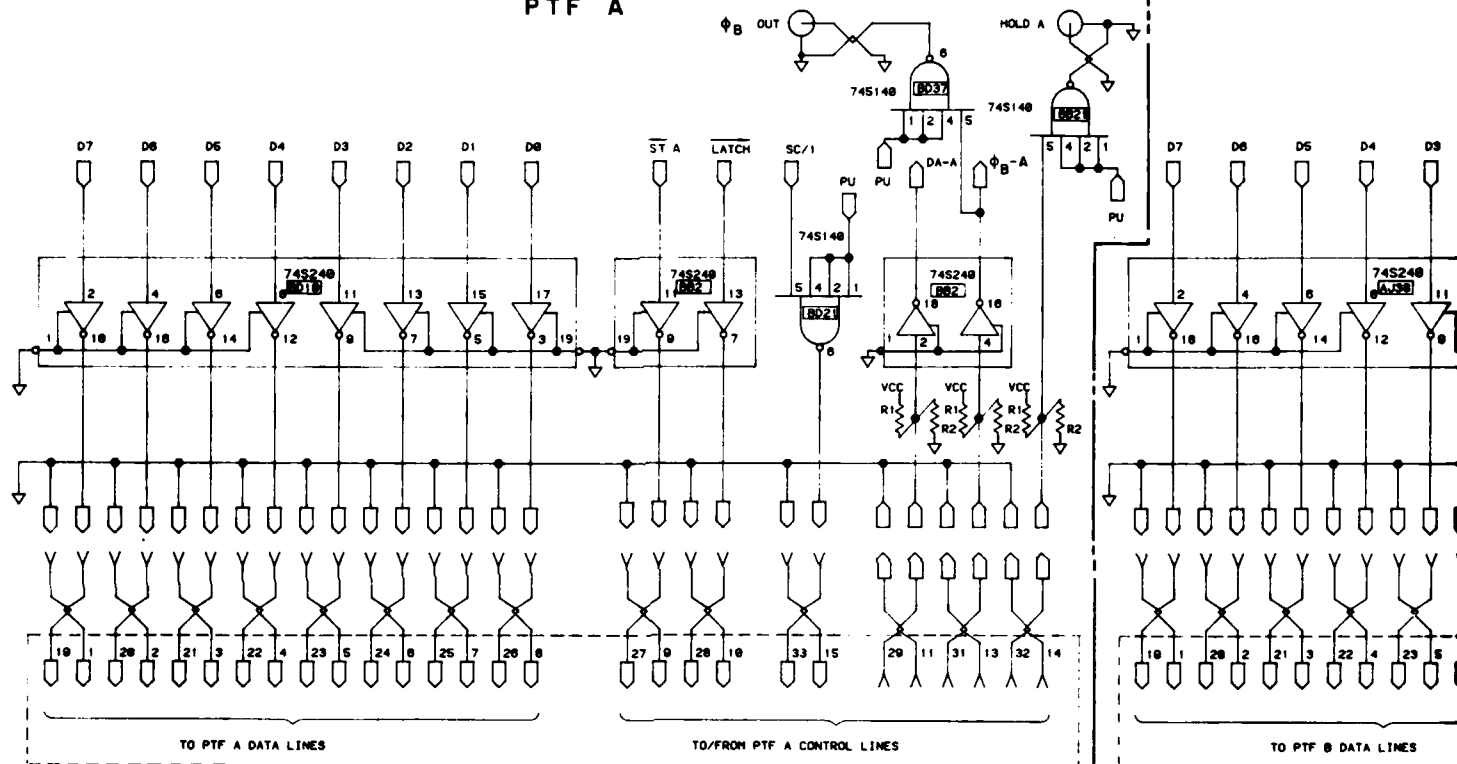 PTF A
ΦB OUT
HOLD A
6
74S140 BD37
74S140 BB21
1 2 4 5
5 4 2 1
D7 D6 D5 D4 D3 D2 D1 D0
ST A LATCH SC/1
PU PU DA-A ΦB-A
PU
D7 D6 D5 D4 D3
74S140
74S240
BD10
74S240
BB2
74S240
BB2
74S240
AJ38
2 4 6 8 11 13 15 17
11 13
5 4 2 1
BD21
18 16
2 4 6 8 11
1 18 16 14 12 9 7 5 3 19
19 9 7
6
1 2 4
1 18 16 14 12 9
VCC VCC VCC
R1 R1 R1
R2 R2 R2
19 1 20 2 21 3 22 4 23 5 24 6 25 7 26 8
27 9 28 10 33 15 29 11 31 13 32 14
19 1 20 2 21 3 22 4 23 5
TO PTF A DATA LINES
TO/FROM PTF A CONTROL LINES
TO PTF B DATA LINES